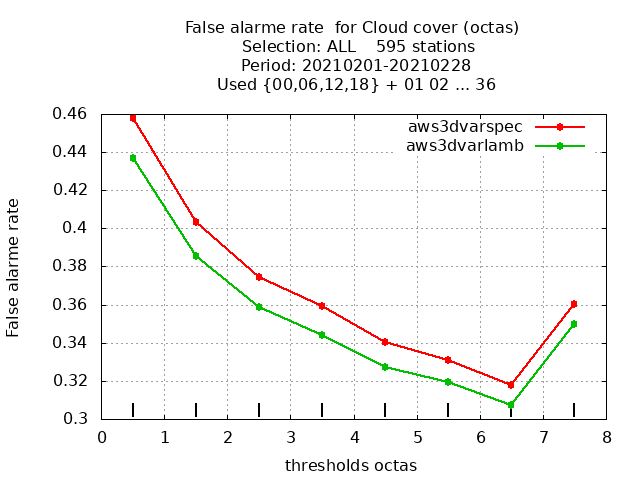 False alarme rate  for Cloud cover (octas)
Selection: ALL    595 stations
Period: 20210201-20210228
Used {00,06,12,18} + 01 02 ... 36
aws3dvarspec
aws3dvarlamb
False alarme rate
0.46
0.44
0.42
0.4
0.38
0.36
0.34
0.32
0.3
0 1 2 3 4 5 6 7 8
thresholds octas